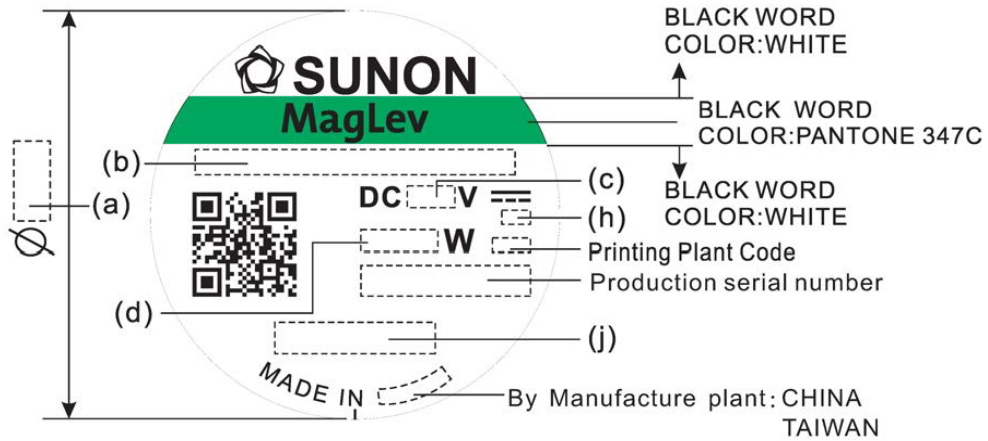 BLACK WORD
COLOR:WHITE
SUNON
MagLev
BLACK WORD
COLOR:PANTONE 347C
(b)
(c)
DC V
BLACK WORD
COLOR:WHITE
(a)
(h)
Ø
W
Printing Plant Code
Production serial number
(d)
(j)
MADE IN
By Manufacture plant: CHINA
TAIWAN